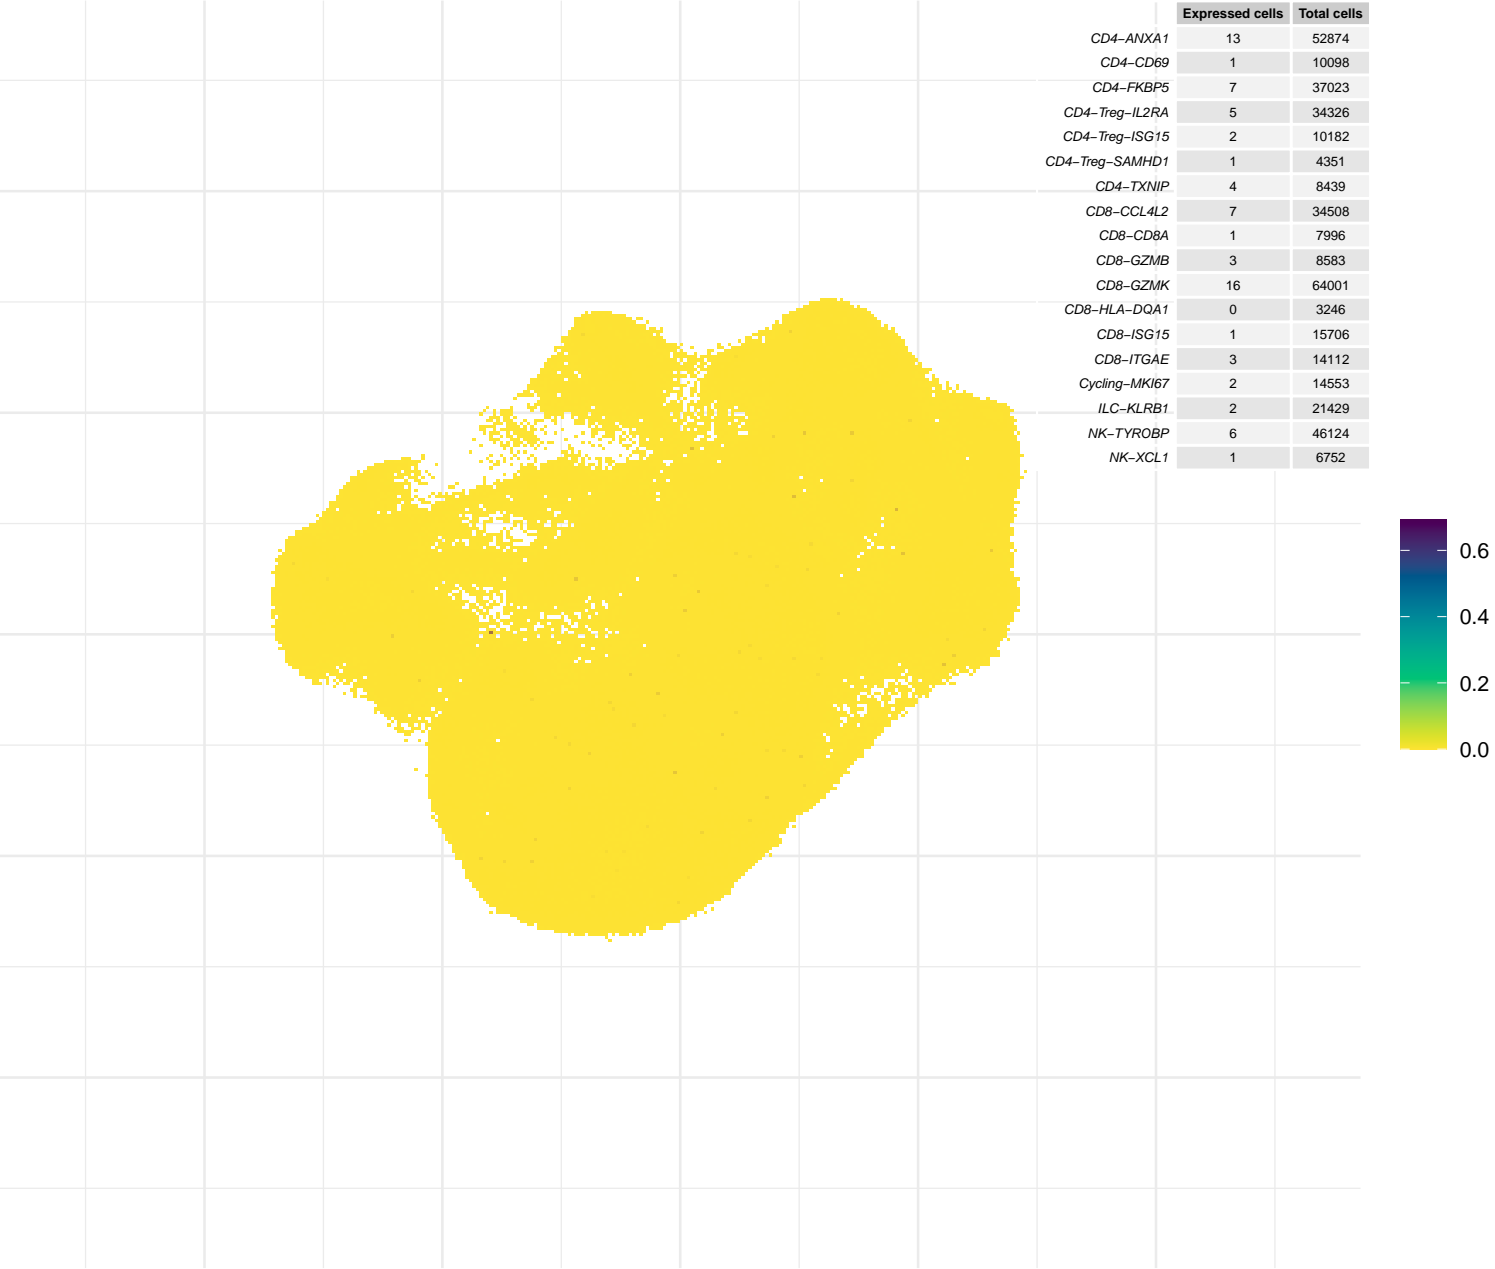 Expressed cells Total cells
CD4−ANXA1 13 52874
CD4−CD69 1 10098
CD4−FKBP5 7 37023
CD4−Treg−IL2RA 5 34326
CD4−Treg−ISG15 2 10182
CD4−Treg−SAMHD1 1 4351
CD4−TXNIP 4 8439
CD8−CCL4L2 7 34508
CD8−CD8A 1 7996
CD8−GZMB 3 8583
CD8−GZMK 16 64001
CD8−HLA−DQA1 0 3246
CD8−ISG15 1 15706
CD8−ITGAE 3 14112
Cycling−MKI67 2 14553
ILC−KLRB1 2 21429
NK−TYROBP 6 46124
NK−XCL1 1 6752
0.6
0.4
0.2
0.0